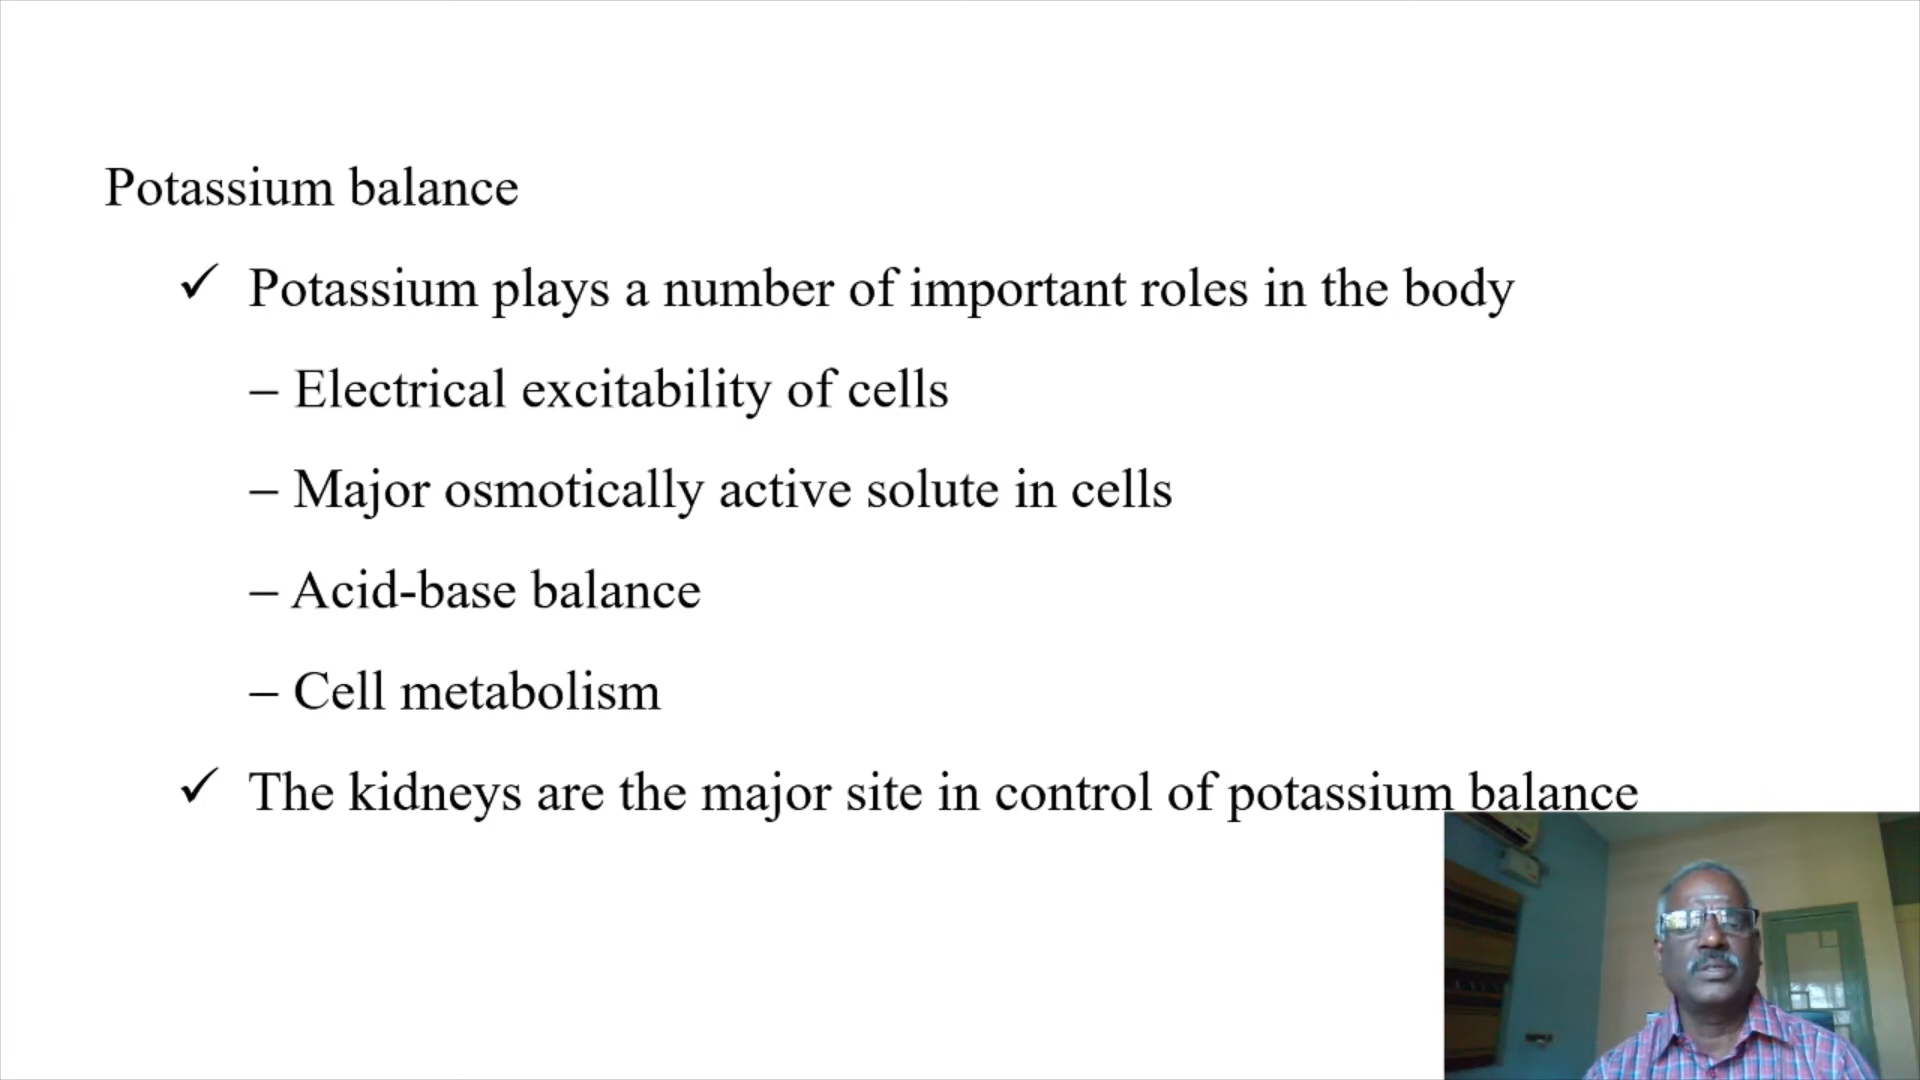 Potassium balance
✓ Potassium plays a number of important roles in the body
– Electrical excitability of cells
– Major osmotically active solute in cells
– Acid-base balance
– Cell metabolism
✓ The kidneys are the major site in control of potassium balance